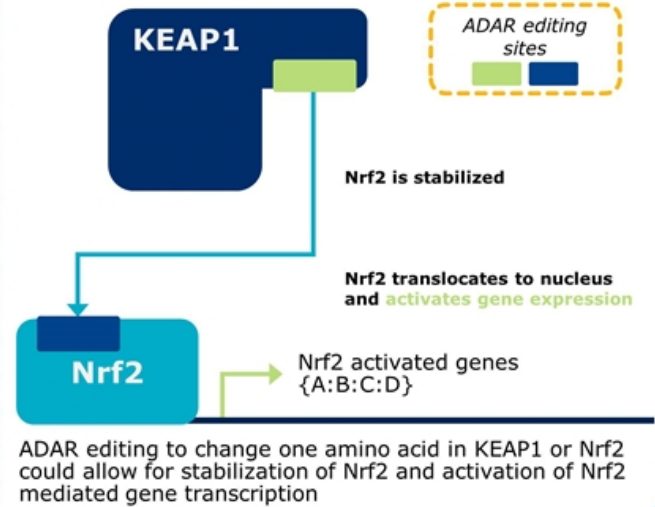 KEAP1
ADAR editing
sites
Nrf2 is stabilized
Nrf2 translocates to nucleus
and activates gene expression
Nrf2
Nrf2 activated genes
{A:B:C:D}
ADAR editing to change one amino acid in KEAP1 or Nrf2
could allow for stabilization of Nrf2 and activation of Nrf2
mediated gene transcription